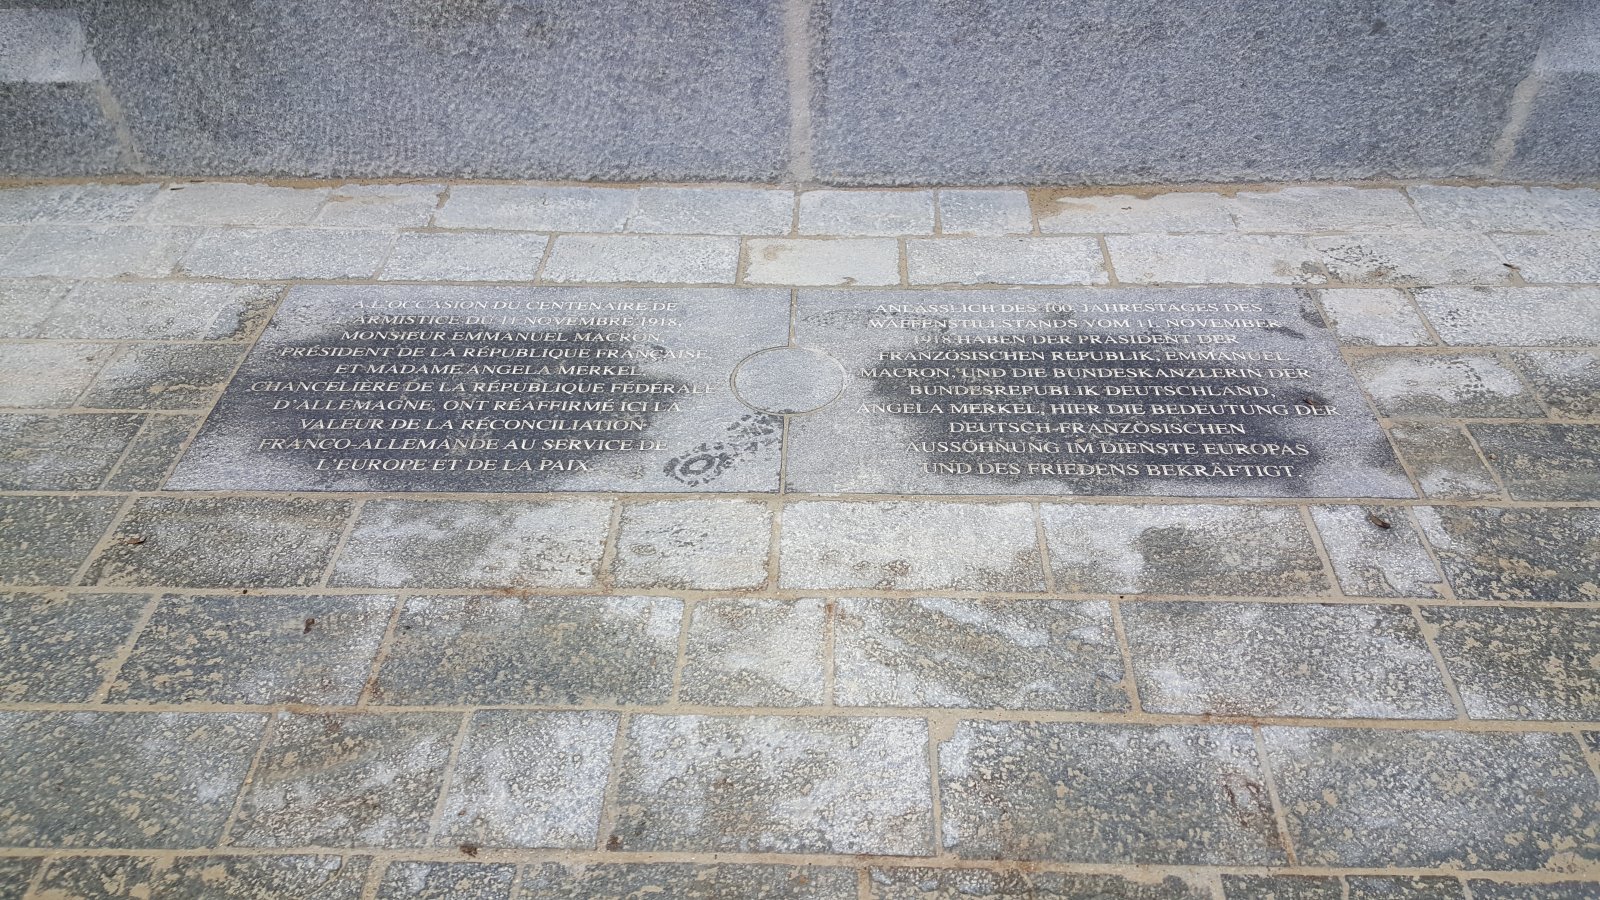 A L'OCCASION DU CENTENAIRE DE
L'ARMISTICE DU 11 NOVEMBRE 1918,
MONSIEUR EMMANUEL MACRON,
PRÉSIDENT DE LA RÉPUBLIQUE FRANÇAISE
ET MADAME ANGELA MERKEL,
CHANCELIÈRE DE LA RÉPUBLIQUE FÉDÉRALE
D'ALLEMAGNE, ONT RÉAFFIRMÉ ICI LA
VALEUR DE LA RÉCONCILIATION
FRANCO-ALLEMANDE AU SERVICE DE
L'EUROPE ET DE LA PAIX.
ANLÄSSLICH DES 100. JAHRESTAGES DES
WAFFENSTILLSTANDS VOM 11. NOVEMBER
1918 HABEN DER PRÄSIDENT DER
FRANZÖSISCHEN REPUBLIK, EMMANUEL
MACRON, UND DIE BUNDESKANZLERIN DER
BUNDESREPUBLIK DEUTSCHLAND,
ANGELA MERKEL, HIER DIE BEDEUTUNG DER
DEUTSCH-FRANZÖSISCHEN
AUSSÖHNUNG IM DIENSTE EUROPAS
UND DES FRIEDENS BEKRÄFTIGT.